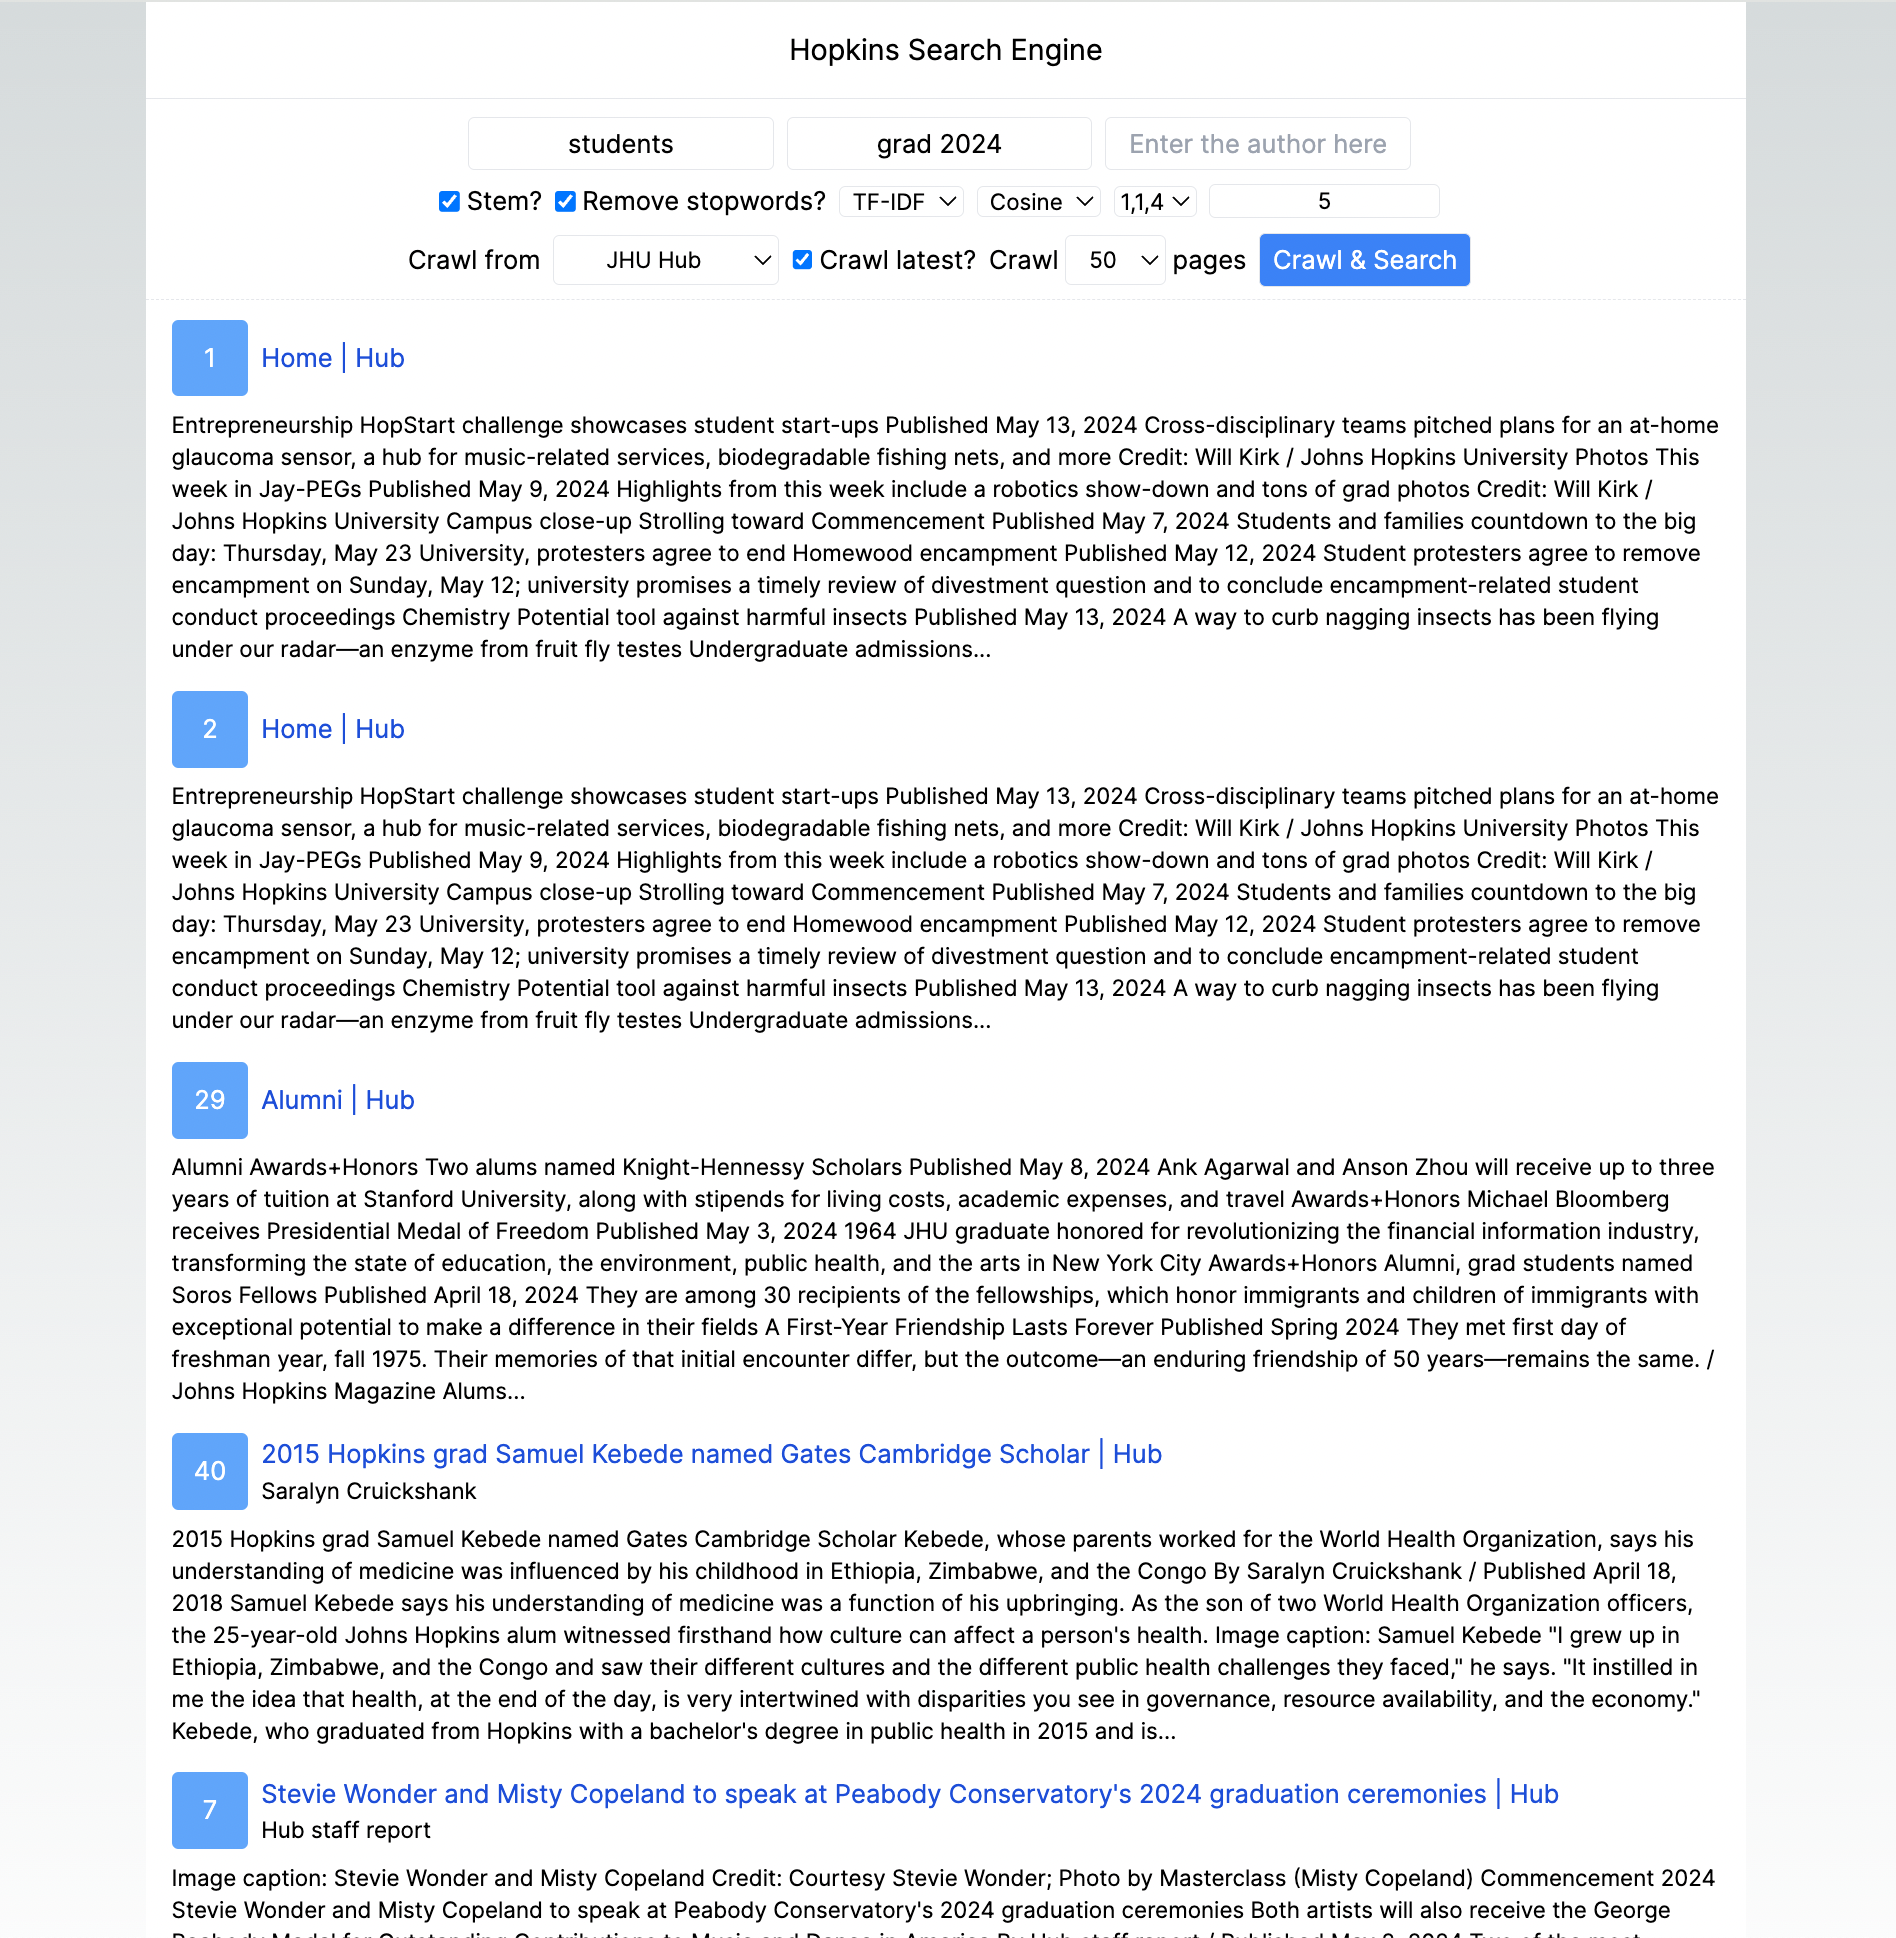 Hopkins Search Engine
students grad 2024 Enter the author here
Stem? Remove stopwords? TF-IDF Cosine 1,1,4 5
Crawl from JHU Hub Crawl latest? Crawl 50 pages Crawl & Search
1 Home | Hub
Entrepreneurship HopStart challenge showcases student start-ups Published May 13, 2024 Cross-disciplinary teams pitched plans for an at-home
glaucoma sensor, a hub for music-related services, biodegradable fishing nets, and more Credit: Will Kirk / Johns Hopkins University Photos This
week in Jay-PEGs Published May 9, 2024 Highlights from this week include a robotics show-down and tons of grad photos Credit: Will Kirk /
Johns Hopkins University Campus close-up Strolling toward Commencement Published May 7, 2024 Students and families countdown to the big
day: Thursday, May 23 University, protesters agree to end Homewood encampment Published May 12, 2024 Student protesters agree to remove
encampment on Sunday, May 12; university promises a timely review of divestment question and to conclude encampment-related student
conduct proceedings Chemistry Potential tool against harmful insects Published May 13, 2024 A way to curb nagging insects has been flying
under our radar—an enzyme from fruit fly testes Undergraduate admissions...
2 Home | Hub
Entrepreneurship HopStart challenge showcases student start-ups Published May 13, 2024 Cross-disciplinary teams pitched plans for an at-home
glaucoma sensor, a hub for music-related services, biodegradable fishing nets, and more Credit: Will Kirk / Johns Hopkins University Photos This
week in Jay-PEGs Published May 9, 2024 Highlights from this week include a robotics show-down and tons of grad photos Credit: Will Kirk /
Johns Hopkins University Campus close-up Strolling toward Commencement Published May 7, 2024 Students and families countdown to the big
day: Thursday, May 23 University, protesters agree to end Homewood encampment Published May 12, 2024 Student protesters agree to remove
encampment on Sunday, May 12; university promises a timely review of divestment question and to conclude encampment-related student
conduct proceedings Chemistry Potential tool against harmful insects Published May 13, 2024 A way to curb nagging insects has been flying
under our radar—an enzyme from fruit fly testes Undergraduate admissions...
29 Alumni | Hub
Alumni Awards+Honors Two alums named Knight-Hennessy Scholars Published May 8, 2024 Ank Agarwal and Anson Zhou will receive up to three
years of tuition at Stanford University, along with stipends for living costs, academic expenses, and travel Awards+Honors Michael Bloomberg
receives Presidential Medal of Freedom Published May 3, 2024 1964 JHU graduate honored for revolutionizing the financial information industry,
transforming the state of education, the environment, public health, and the arts in New York City Awards+Honors Alumni, grad students named
Soros Fellows Published April 18, 2024 They are among 30 recipients of the fellowships, which honor immigrants and children of immigrants with
exceptional potential to make a difference in their fields A First-Year Friendship Lasts Forever Published Spring 2024 They met first day of
freshman year, fall 1975. Their memories of that initial encounter differ, but the outcome—an enduring friendship of 50 years—remains the same. /
Johns Hopkins Magazine Alums...
40 2015 Hopkins grad Samuel Kebede named Gates Cambridge Scholar | Hub
Saralyn Cruickshank
2015 Hopkins grad Samuel Kebede named Gates Cambridge Scholar Kebede, whose parents worked for the World Health Organization, says his
understanding of medicine was influenced by his childhood in Ethiopia, Zimbabwe, and the Congo By Saralyn Cruickshank / Published April 18,
2018 Samuel Kebede says his understanding of medicine was a function of his upbringing. As the son of two World Health Organization officers,
the 25-year-old Johns Hopkins alum witnessed firsthand how culture can affect a person's health. Image caption: Samuel Kebede "I grew up in
Ethiopia, Zimbabwe, and the Congo and saw their different cultures and the different public health challenges they faced," he says. "It instilled in
me the idea that health, at the end of the day, is very intertwined with disparities you see in governance, resource availability, and the economy."
Kebede, who graduated from Hopkins with a bachelor's degree in public health in 2015 and is...
7 Stevie Wonder and Misty Copeland to speak at Peabody Conservatory's 2024 graduation ceremonies | Hub
Hub staff report
Image caption: Stevie Wonder and Misty Copeland Credit: Courtesy Stevie Wonder; Photo by Masterclass (Misty Copeland) Commencement 2024
Stevie Wonder and Misty Copeland to speak at Peabody Conservatory's 2024 graduation ceremonies Both artists will also receive the George
Peabody Medal for Outstanding Contributions to Music and Dance in America By Hub staff report / Published May 2024 Two of the most